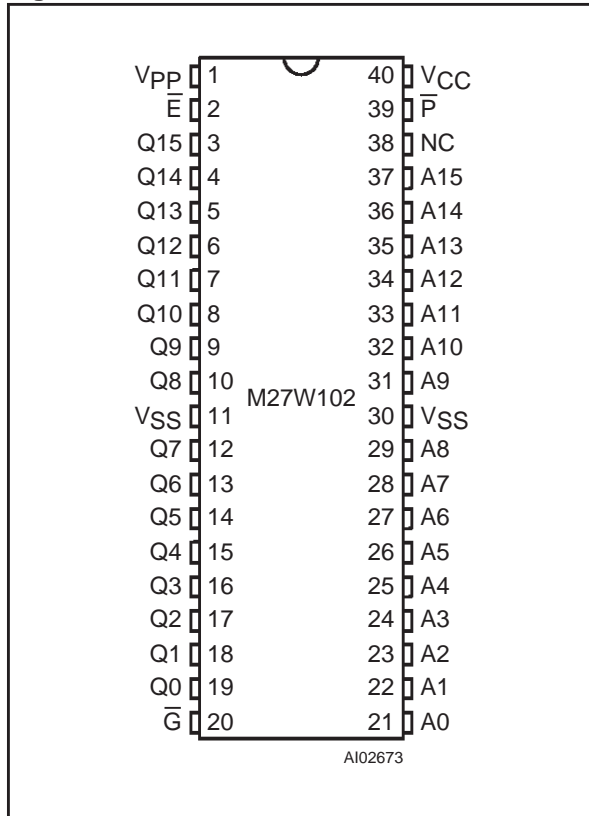 VPP 1 40 VCC
E̅ 2 39 P̅
Q15 3 38 NC
Q14 4 37 A15
Q13 5 36 A14
Q12 6 35 A13
Q11 7 34 A12
Q10 8 33 A11
Q9 9 32 A10
Q8 10 31 A9
M27W102
VSS 11 30 VSS
Q7 12 29 A8
Q6 13 28 A7
Q5 14 27 A6
Q4 15 26 A5
Q3 16 25 A4
Q2 17 24 A3
Q1 18 23 A2
Q0 19 22 A1
G̅ 20 21 A0
AI02673